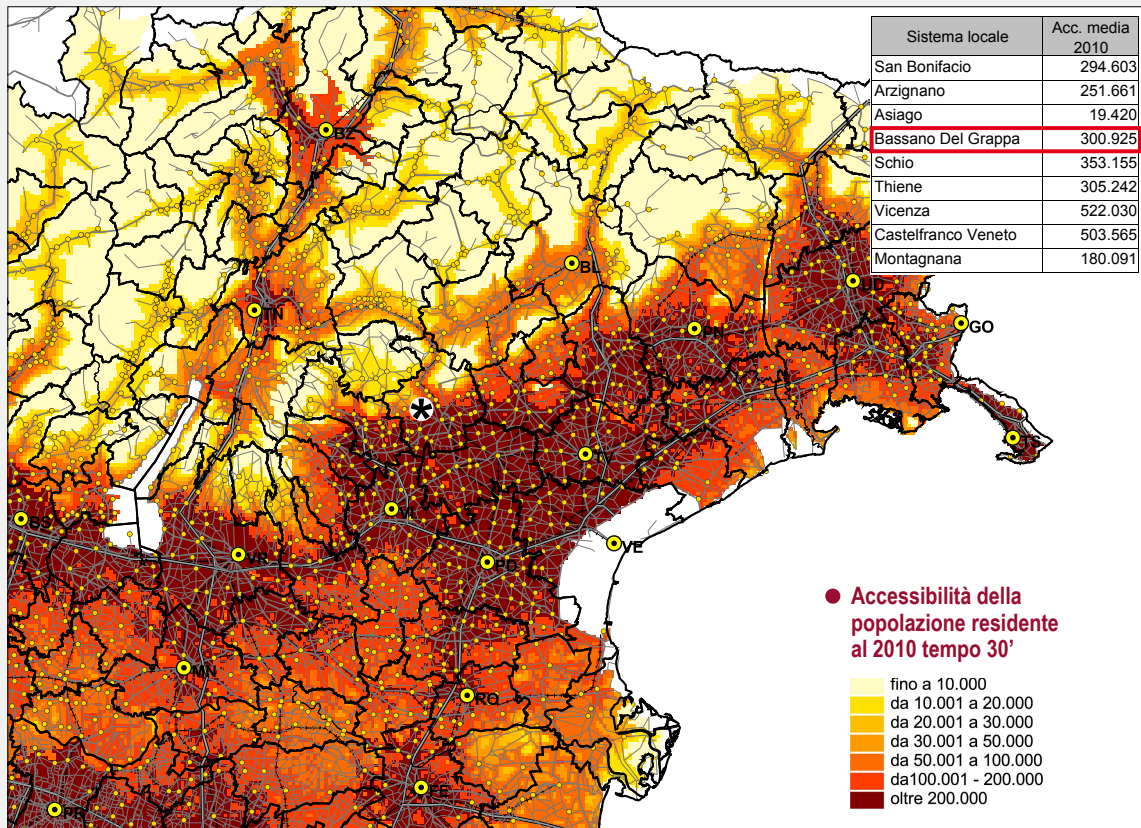 Sistema locale Acc. media 2010
San Bonifacio 294.603
Arzignano 251.661
Asiago 19.420
Bassano Del Grappa 300.925
Schio 353.155
Thiene 305.242
Vicenza 522.030
Castelfranco Veneto 503.565
Montagnana 180.091
BZ
BL
TN
UD
PN
GO
*
TS
TV
VI
BS
VR
VE
PD
MN
RO
FE
PR
● Accessibilità della
popolazione residente
al 2010 tempo 30’
fino a 10.000
da 10.001 a 20.000
da 20.001 a 30.000
da 30.001 a 50.000
da 50.001 a 100.000
da100.001 - 200.000
oltre 200.000